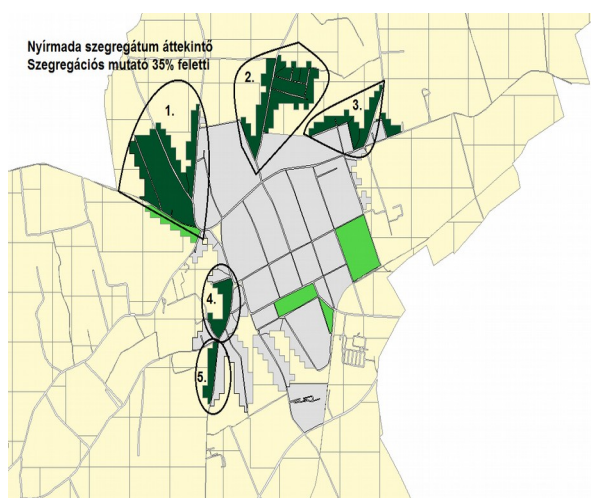 Nyírmada szegregátum áttekintő
Szegregációs mutató 35% feletti
1.
2.
3.
4.
5.